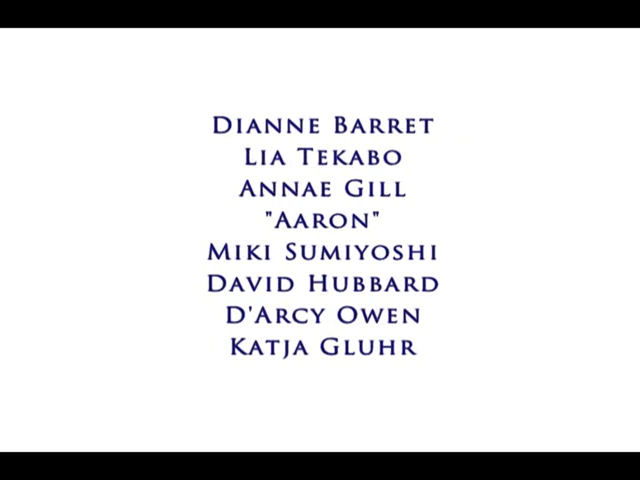 Dianne Barret
Lia Tekabo
Annae Gill
"Aaron"
Miki Sumiyoshi
David Hubbard
D'Arcy Owen
Katja Gluhr